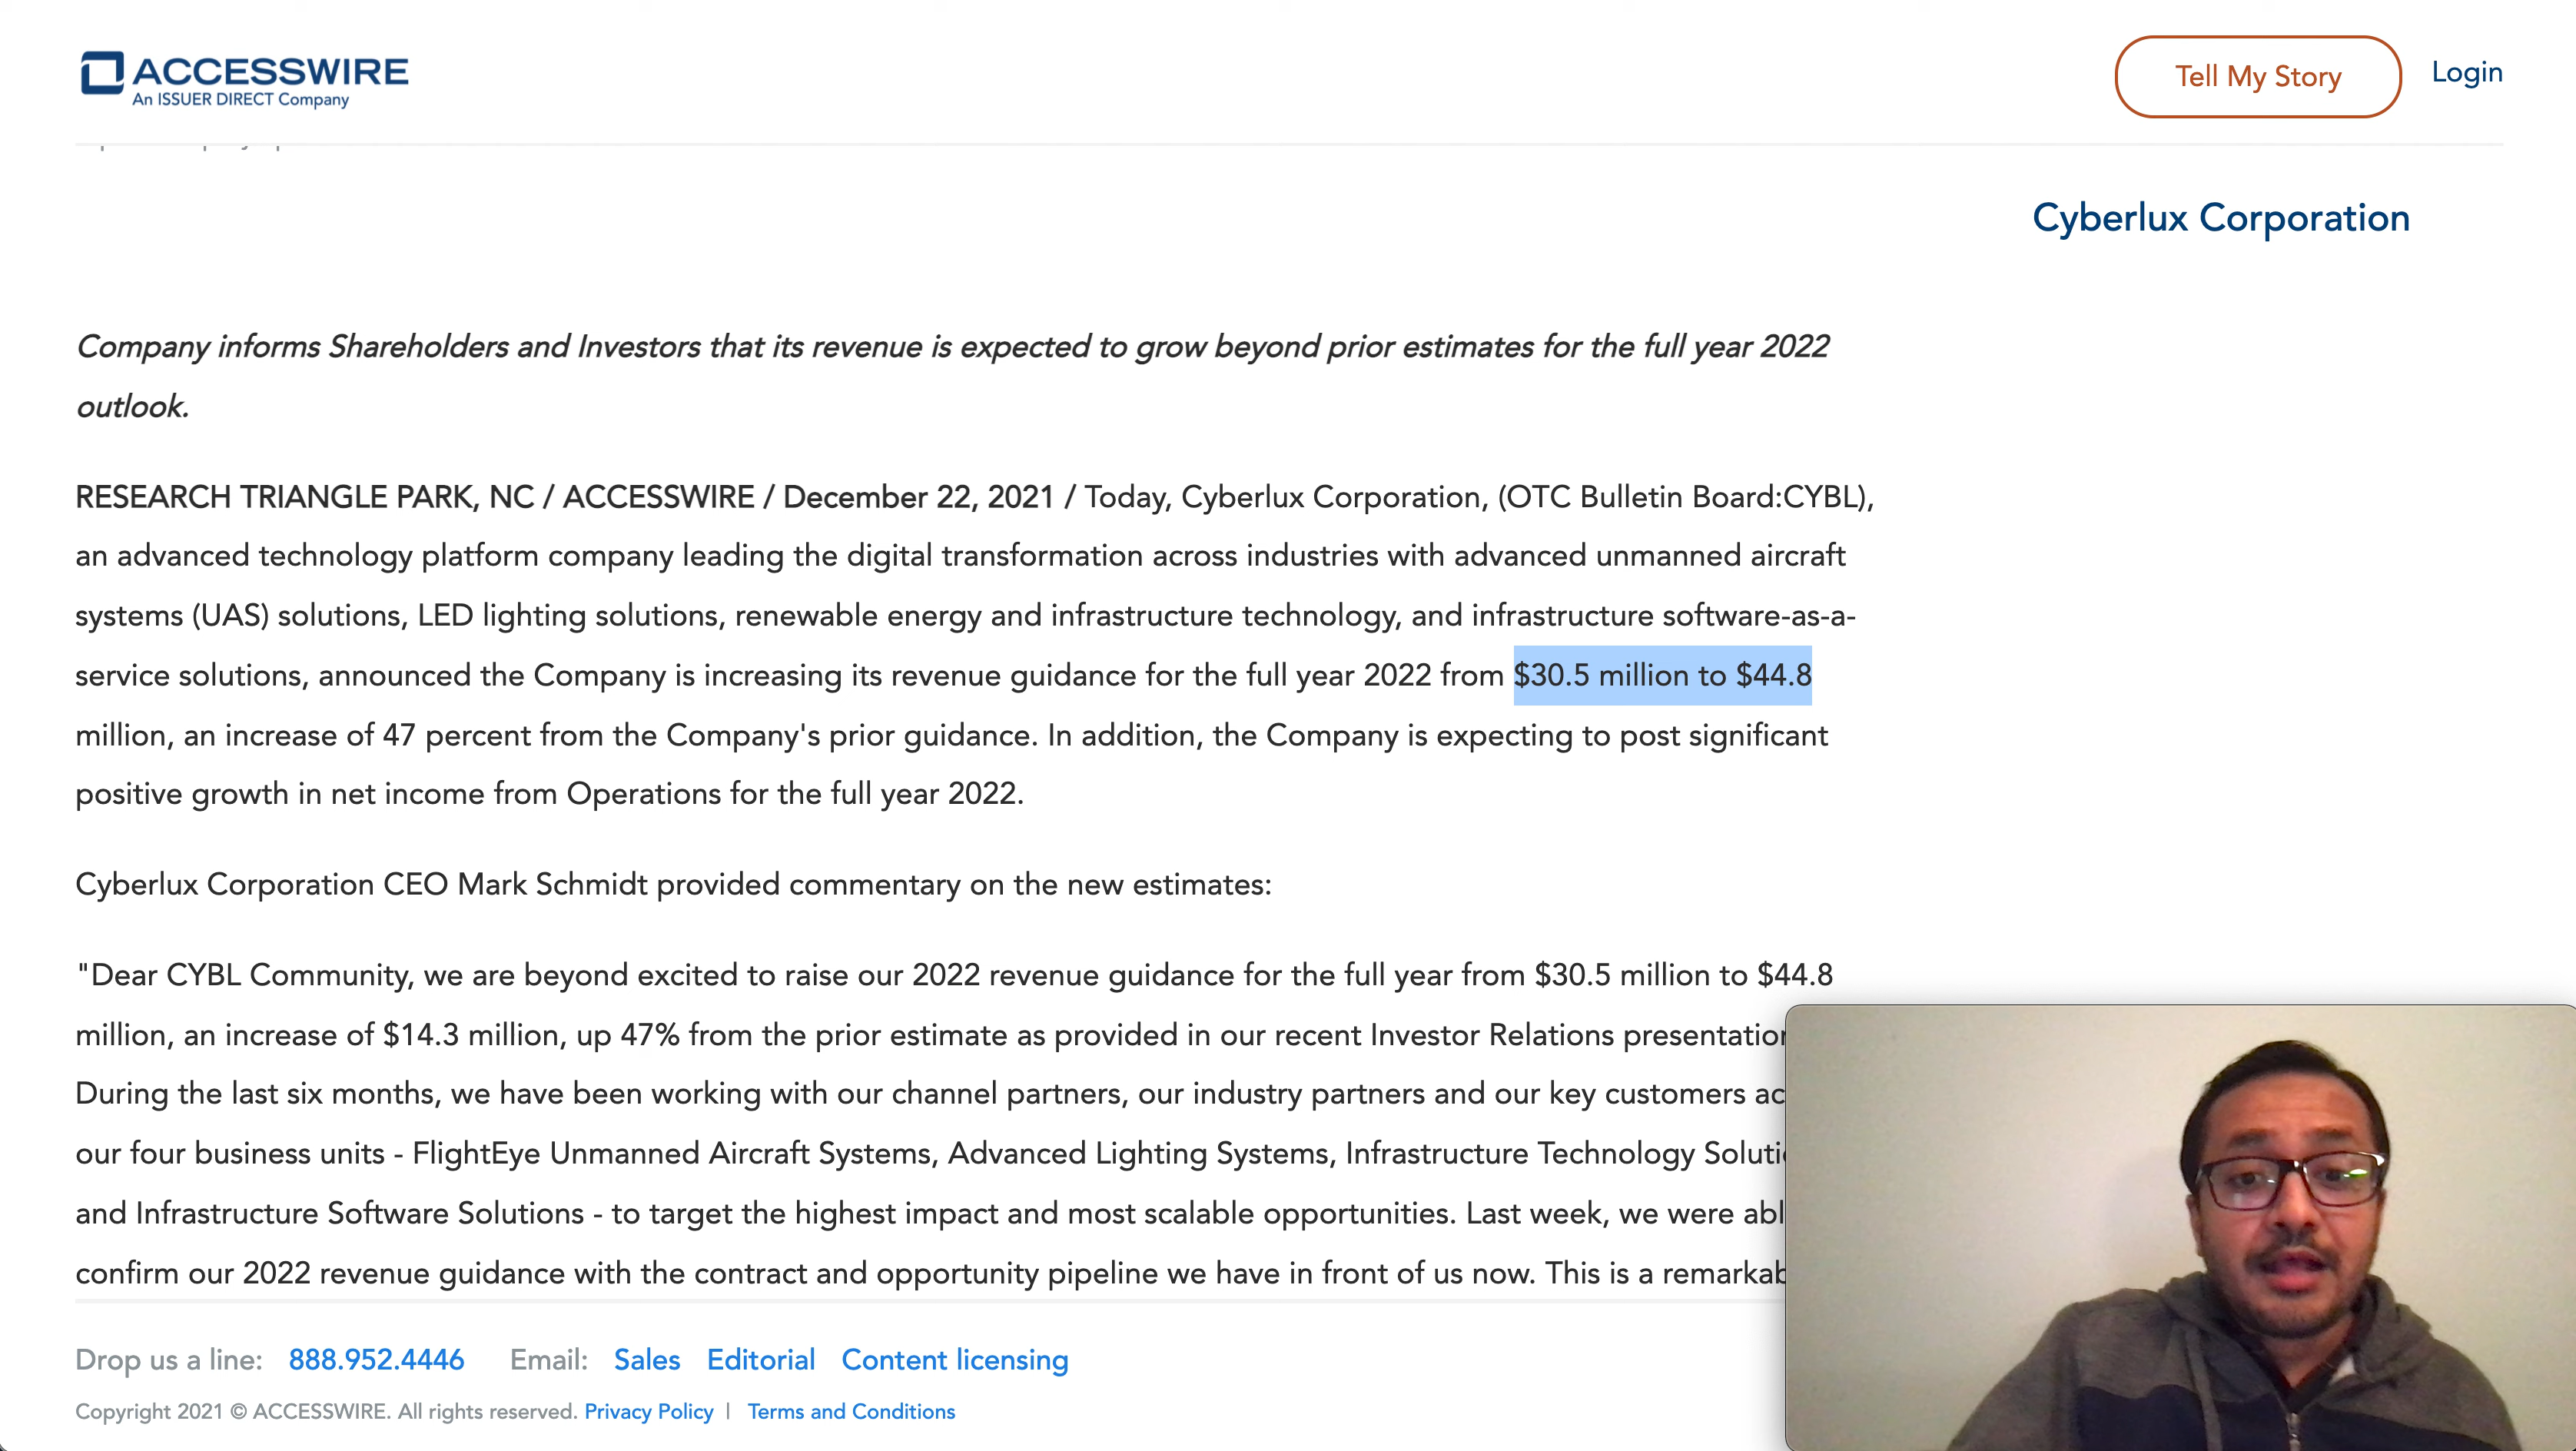 ACCESSWIRE
An ISSUER DIRECT Company
Tell My Story
Login
Cyberlux Corporation
Company informs Shareholders and Investors that its revenue is expected to grow beyond prior estimates for the full year 2022
outlook.
RESEARCH TRIANGLE PARK, NC / ACCESSWIRE / December 22, 2021 / Today, Cyberlux Corporation, (OTC Bulletin Board:CYBL),
an advanced technology platform company leading the digital transformation across industries with advanced unmanned aircraft
systems (UAS) solutions, LED lighting solutions, renewable energy and infrastructure technology, and infrastructure software-as-a-
service solutions, announced the Company is increasing its revenue guidance for the full year 2022 from $30.5 million to $44.8
million, an increase of 47 percent from the Company's prior guidance. In addition, the Company is expecting to post significant
positive growth in net income from Operations for the full year 2022.
Cyberlux Corporation CEO Mark Schmidt provided commentary on the new estimates:
"Dear CYBL Community, we are beyond excited to raise our 2022 revenue guidance for the full year from $30.5 million to $44.8
million, an increase of $14.3 million, up 47% from the prior estimate as provided in our recent Investor Relations
During the last six months, we have been working with our channel partners, our industry partners and our key customers
our four business units - FlightEye Unmanned Aircraft Systems, Advanced Lighting Systems, Infrastructure Technology
and Infrastructure Software Solutions - to target the highest impact and most scalable opportunities. Last week, we were
confirm our 2022 revenue guidance with the contract and opportunity pipeline we have in front of us now. This is a
Drop us a line: 888.952.4446 Email: Sales Editorial Content licensing
Copyright 2021 © ACCESSWIRE. All rights reserved. Privacy Policy | Terms and Conditions